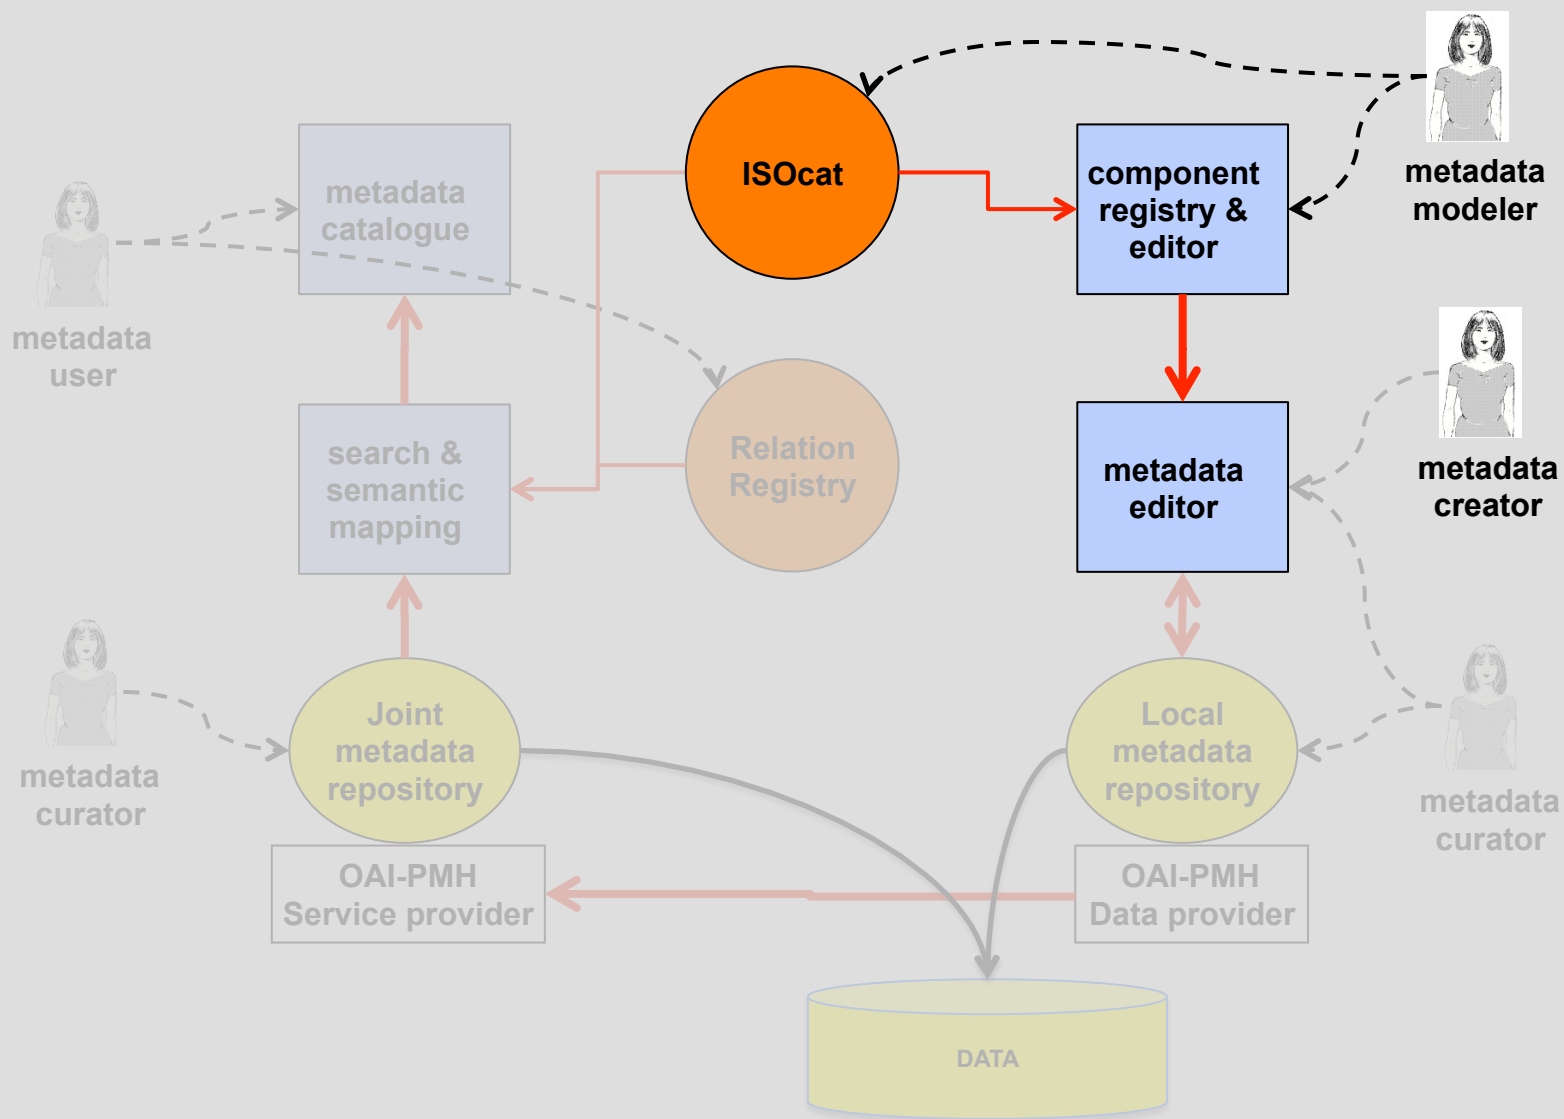 ISOcat
component
registry &
editor
metadata
modeler
metadata
catalogue
metadata
user
search &
semantic
mapping
Relation
Registry
metadata
editor
metadata
creator
metadata
curator
Joint
metadata
repository
OAI-PMH
Service provider
Local
metadata
repository
OAI-PMH
Data provider
metadata
curator
DATA